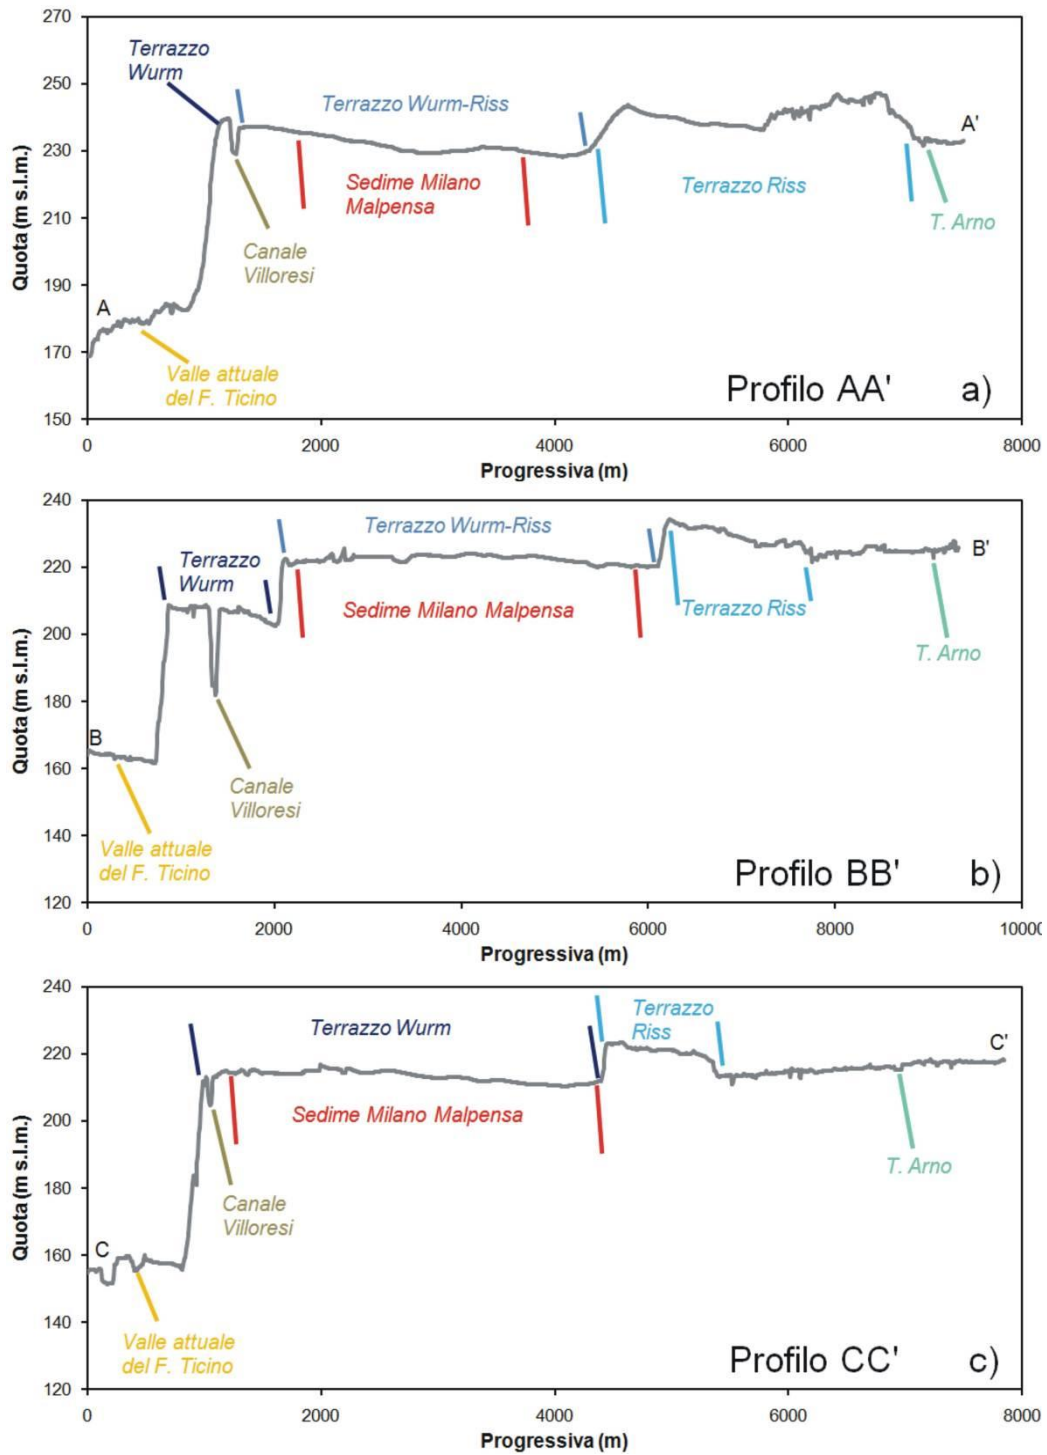 270
Terrazzo
Wurm
250
Terrazzo Wurm-Riss
A'
230
Sedime Milano
Malpensa
Terrazzo Riss
T. Arno
210
Canale
Villoresi
Quota (m s.l.m.)
190
A
170
Valle attuale
del F. Ticino
Profilo AA' a)
150
0 2000 4000 6000 8000
Progressiva (m)
240
Terrazzo Wurm-Riss
B'
220
Terrazzo
Wurm
Sedime Milano Malpensa
Terrazzo Riss
200
T. Arno
Quota (m s.l.m.)
180
B
160
Canale
Villoresi
140
Valle attuale
del F. Ticino
Profilo BB' b)
120
0 2000 4000 6000 8000 10000
Progressiva (m)
240
Terrazzo Wurm
Terrazzo
Riss
C'
220
Sedime Milano Malpensa
200
T. Arno
Canale
Villoresi
Quota (m s.l.m.)
180
160
C
140
Valle attuale
del F. Ticino
Profilo CC' c)
120
0 2000 4000 6000 8000
Progressiva (m)